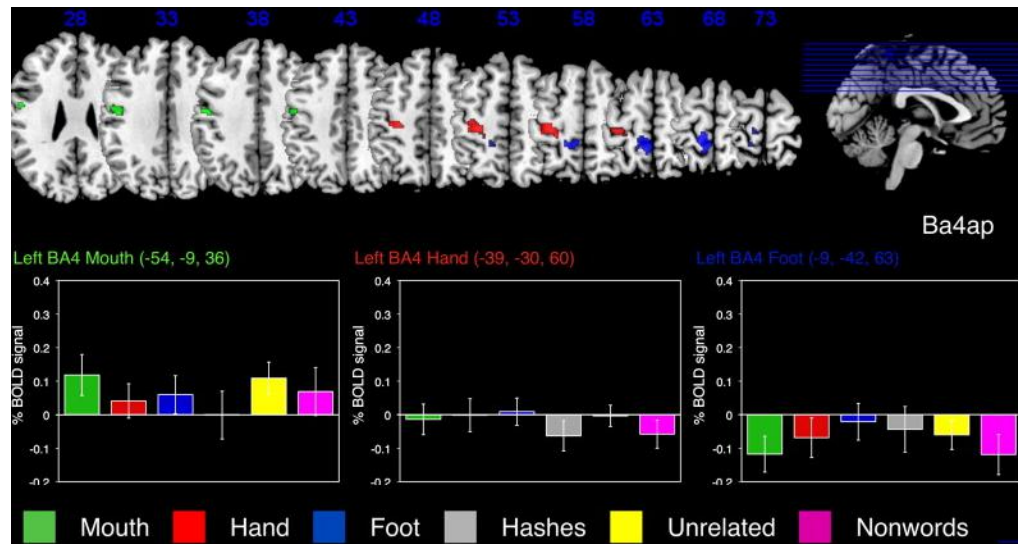 28 33 38 43 48 53 58 63 68 73
Ba4ap
Left BA4 Mouth (-54, -9, 36)
Left BA4 Hand (-39, -30, 60)
Left BA4 Foot (-9, -42, 63)
% BOLD signal
0.4
0.3
0.2
0.1
0
-0.1
-0.2
% BOLD signal
0.4
0.3
0.2
0.1
0
-0.1
-0.2
% BOLD signal
0.4
0.3
0.2
0.1
0
-0.1
-0.2
Mouth Hand Foot Hashes Unrelated Nonwords